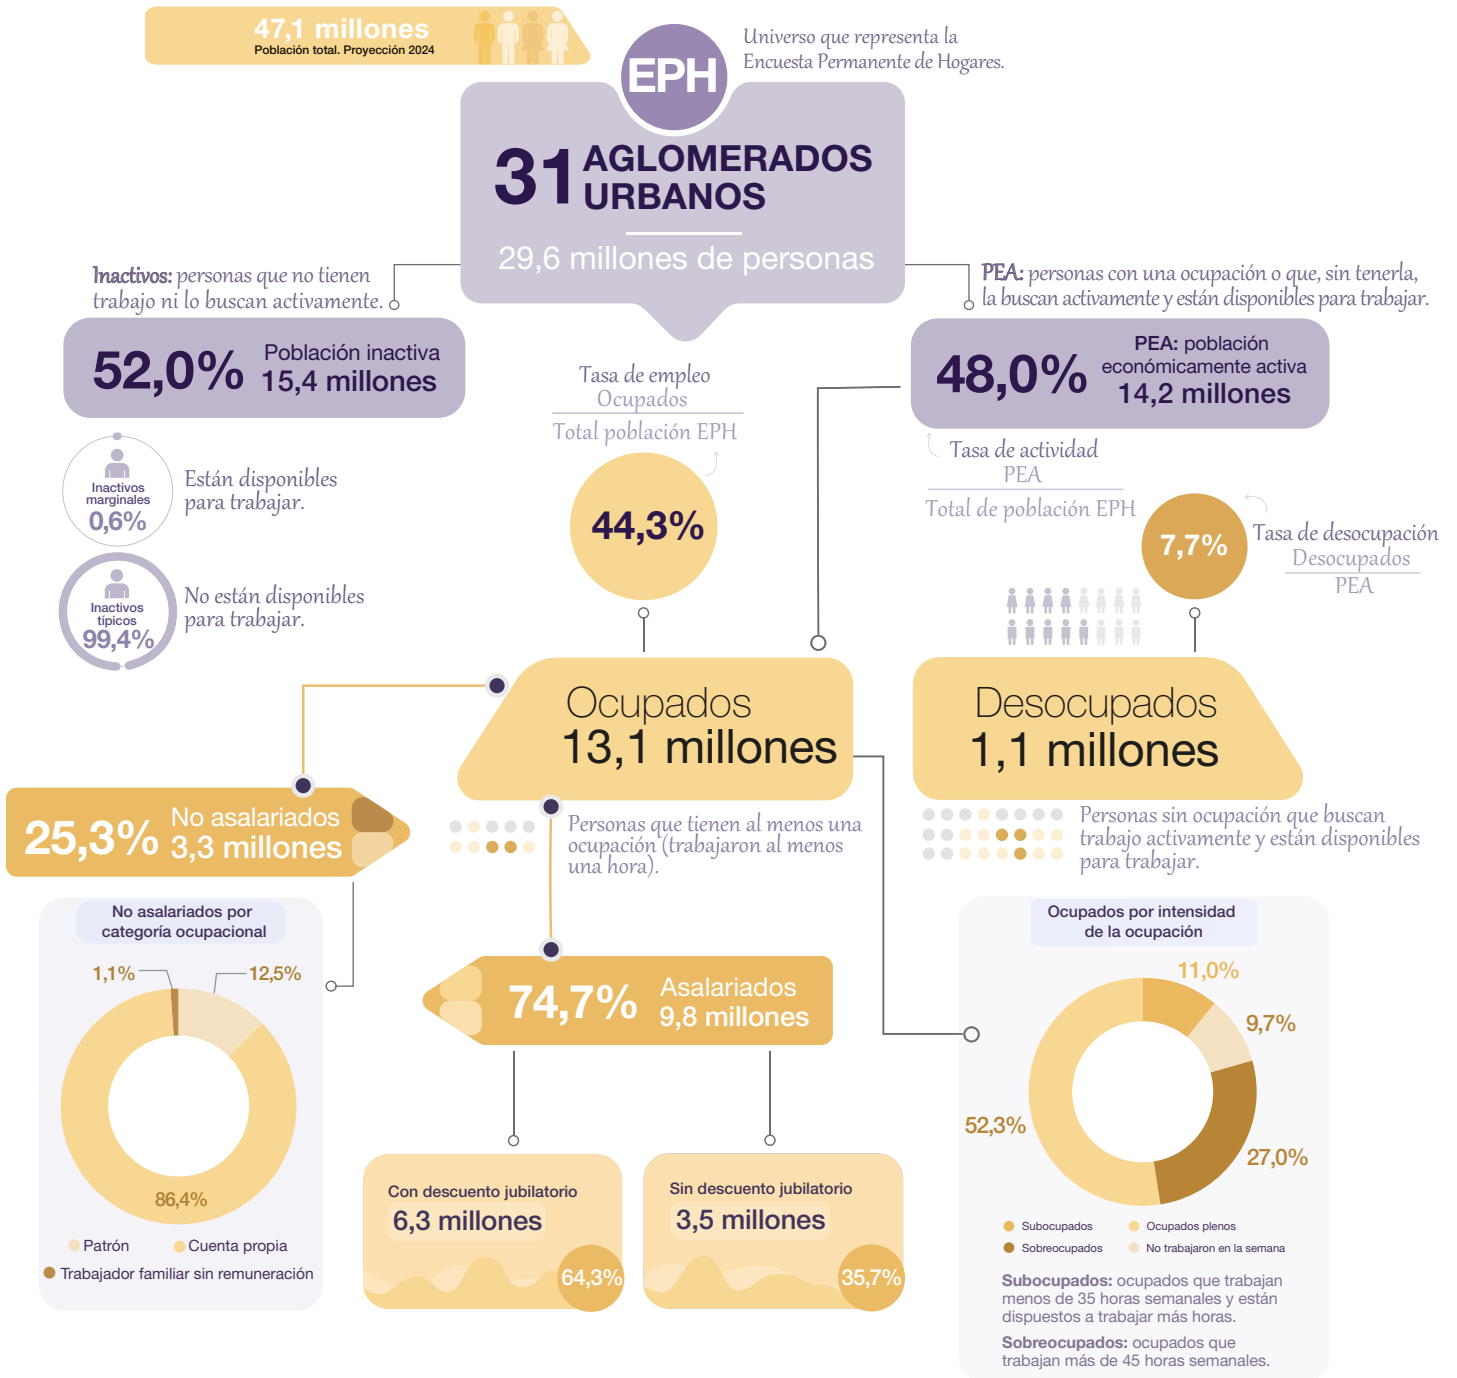 47,1 millones
Población total. Proyección 2024
EPH
Universo que representa la
Encuesta Permanente de Hogares.
31 AGLOMERADOS
URBANOS
29,6 millones de personas
Inactivos: personas que no tienen
trabajo ni lo buscan activamente.
PEA: personas con una ocupación o que, sin tenerla,
la buscan activamente y están disponibles para trabajar.
52,0%
Población inactiva
15,4 millones
48,0%
PEA: población
económicamente activa
14,2 millones
Tasa de empleo
Ocupados
Total población EPH
44,3%
Tasa de actividad
PEA
Total de población EPH
Inactivos
marginales
0,6%
Están disponibles
para trabajar.
Inactivos
típicos
99,4%
No están disponibles
para trabajar.
7,7%
Tasa de desocupación
Desocupados
PEA
Ocupados
13,1 millones
Desocupados
1,1 millones
25,3%
No asalariados
3,3 millones
Personas que tienen al menos una
ocupación (trabajaron al menos
una hora).
Personas sin ocupación que buscan
trabajo activamente y están disponibles
para trabajar.
No asalariados por
categoría ocupacional
1,1%
12,5%
86,4%
Patrón
Cuenta propia
Trabajador familiar sin remuneración
74,7%
Asalariados
9,8 millones
Con descuento jubilatorio
6,3 millones
64,3%
Sin descuento jubilatorio
3,5 millones
35,7%
Ocupados por intensidad
de la ocupación
11,0%
9,7%
52,3%
27,0%
Subocupados
Ocupados plenos
Sobreocupados
No trabajaron en la semana
Subocupados: ocupados que trabajan
menos de 35 horas semanales y están
dispuestos a trabajar más horas.
Sobreocupados: ocupados que
trabajan más de 45 horas semanales.